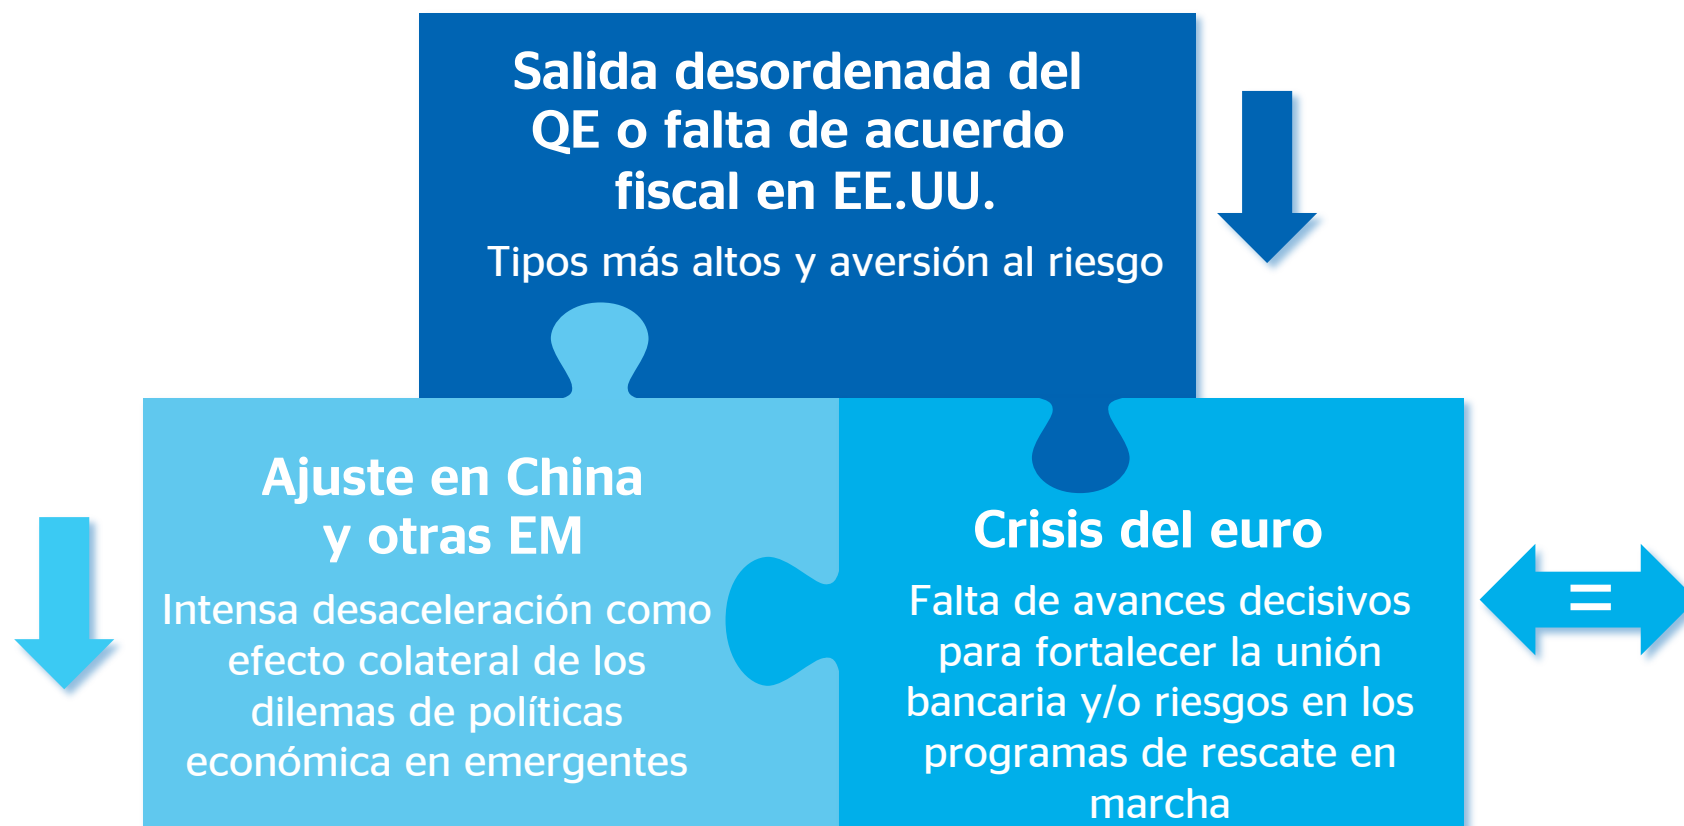 Salida desordenada del
QE o falta de acuerdo
fiscal en EE.UU.
Tipos más altos y aversión al riesgo
Ajuste en China
y otras EM
Intensa desaceleración como
efecto colateral de los
dilemas de políticas
económica en emergentes
Crisis del euro
Falta de avances decisivos
para fortalecer la unión
bancaria y/o riesgos en los
programas de rescate en
marcha
=